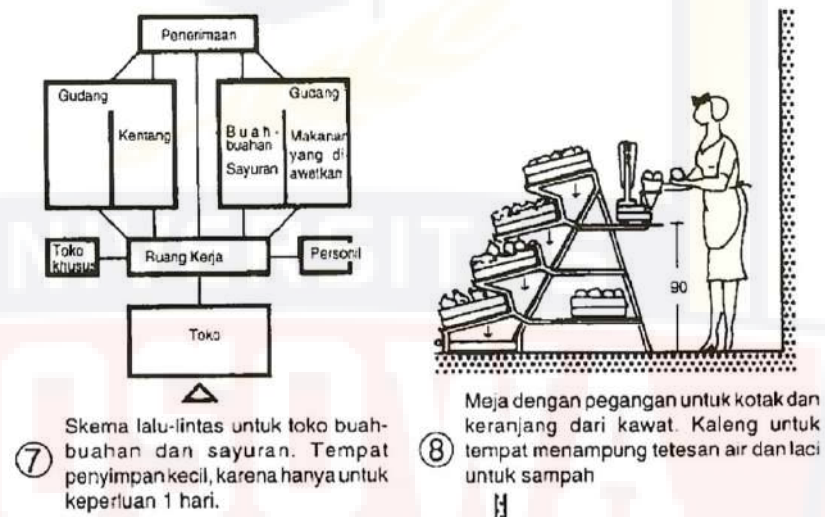 Penerimaan
Gudang
Kentang
Gucang
Buah-
buahan
Sayuran
Makanan
yang di
awetkan
Toko
khusus
Ruang Kerja
Personil
Toko
90
7
Skema lalu-lintas untuk toko buah-
buahan dan sayuran. Tempat
penyimpan kecil, karena hanya untuk
keperluan 1 hari.
8
Meja dengan pegangan untuk kotak dan
keranjang dari kawat. Kaleng untuk
tempat menampung tetesan air dan laci
untuk sampah